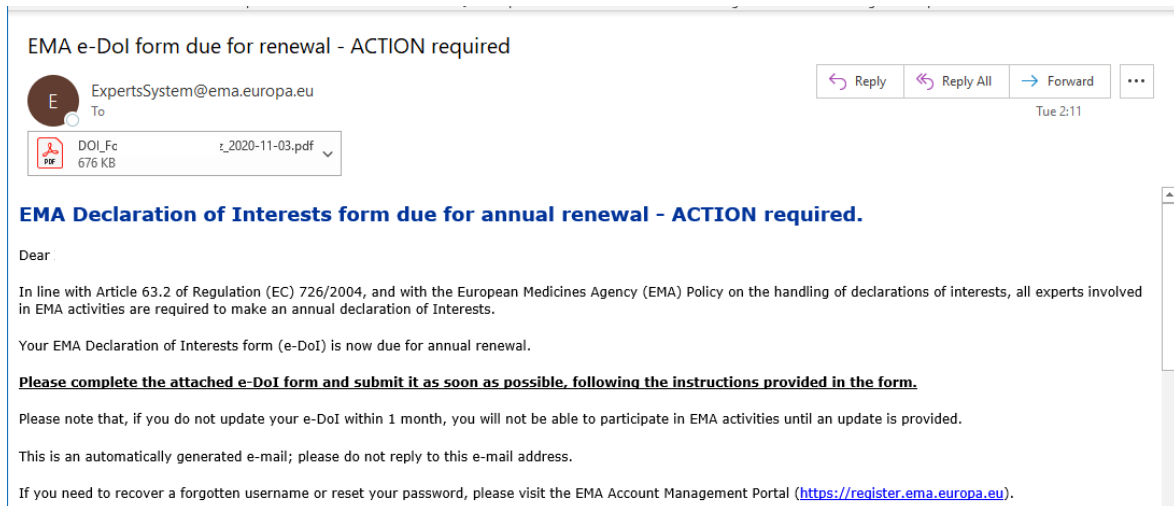 EMA e-DoI form due for renewal - ACTION required
E
ExpertsSystem@ema.europa.eu
To
Reply
Reply All
Forward
...
Tue 2:11
PDF
DOI_Fc _2020-11-03.pdf
676 KB
EMA Declaration of Interests form due for annual renewal - ACTION required.
Dear
In line with Article 63.2 of Regulation (EC) 726/2004, and with the European Medicines Agency (EMA) Policy on the handling of declarations of interests, all experts involved
in EMA activities are required to make an annual declaration of Interests.
Your EMA Declaration of Interests form (e-DoI) is now due for annual renewal.
Please complete the attached e-DoI form and submit it as soon as possible, following the instructions provided in the form.
Please note that, if you do not update your e-DoI within 1 month, you will not be able to participate in EMA activities until an update is provided.
This is an automatically generated e-mail; please do not reply to this e-mail address.
If you need to recover a forgotten username or reset your password, please visit the EMA Account Management Portal (https://register.ema.europa.eu).